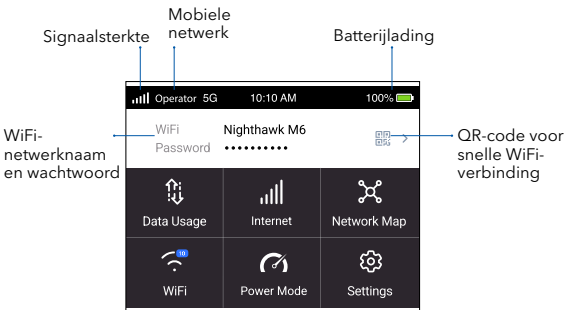 Mobiele
netwerk
Signaalsterkte
Batterijlading
Operator 5G 10:10 AM 100%
WiFi Nighthawk M6
Password ••••••••••
WiFi-
netwerknaam
en wachtwoord
QR-code voor
snelle WiFi-
verbinding
Data Usage Internet Network Map
10
WiFi Power Mode Settings